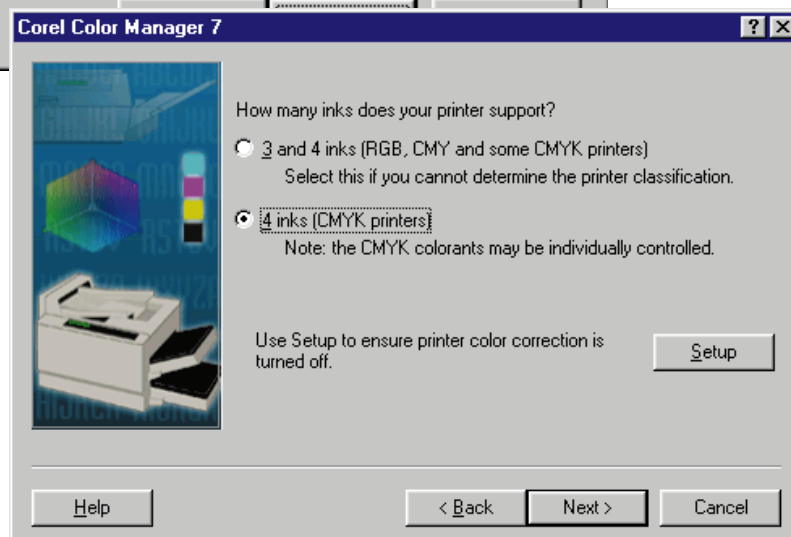 Corel Color Manager 7
How many inks does your printer support?
3 and 4 inks (RGB, CMY and some CMYK printers)
Select this if you cannot determine the printer classification.
4 inks (CMYK printers)
Note: the CMYK colorants may be individually controlled.
Use Setup to ensure printer color correction is
turned off.
Setup
Help
< Back
Next >
Cancel